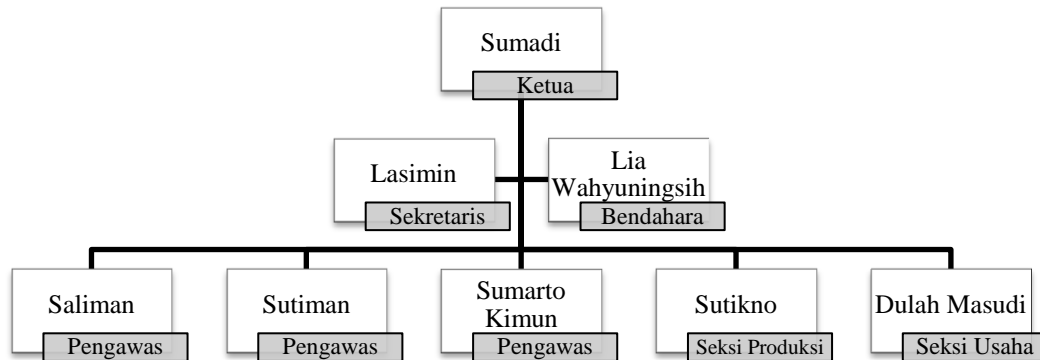 Sumadi
Ketua
Lasimin
Sekretaris
Lia
Wahyuningsih
Bendahara
Saliman
Pengawas
Sutiman
Pengawas
Sumarto
Kimun
Pengawas
Sutikno
Seksi Produksi
Dulah Masudi
Seksi Usaha